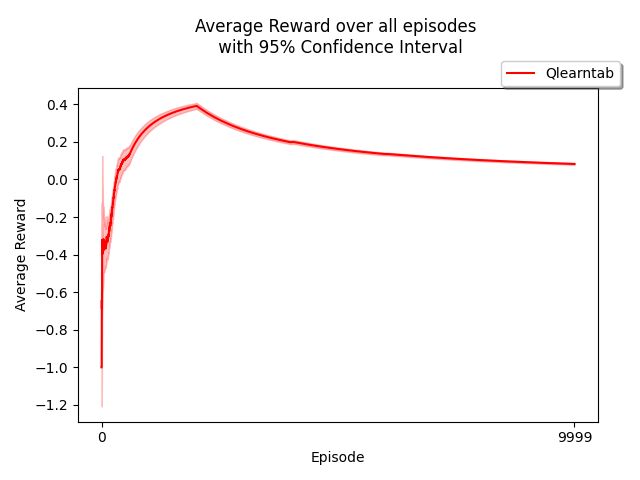 Average Reward over all episodes
with 95% Confidence Interval
Qlearntab
0.4
0.2
0.0
−0.2
−0.4
−0.6
−0.8
−1.0
−1.2
Average Reward
0
9999
Episode